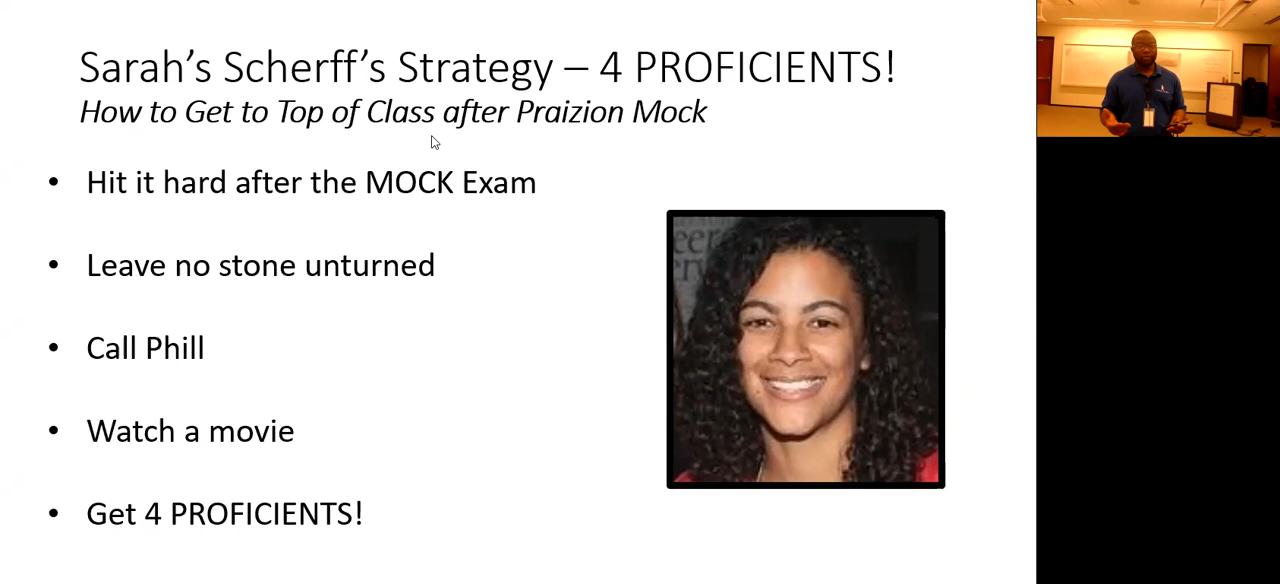 Sarah's Scherff's Strategy – 4 PROFICIENTS!
How to Get to Top of Class after Praizion Mock
• Hit it hard after the MOCK Exam
• Leave no stone unturned
• Call Phill
• Watch a movie
• Get 4 PROFICIENTS!